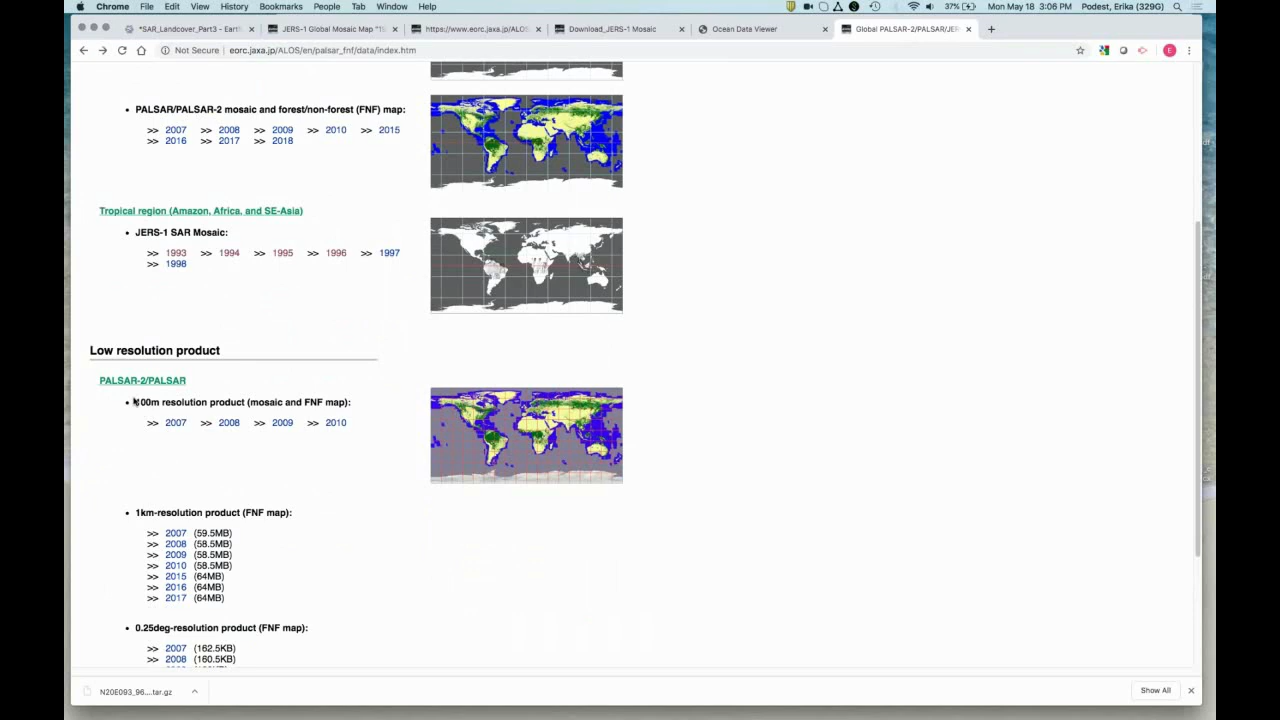 Chrome File Edit View History Bookmarks People Tab Window Help 37% Mon May 18 3:06 PM Podest, Erika (329G)
*SAR_Landcover_Part3 - Eart × JERS-1 Global Mosaic Map "1 × https://www.eorc.jaxa.jp/ALOS × Download_JERS-1 Mosaic × Ocean Data Viewer × Global PALSAR-2/PALSAR/JER × +
Not Secure eorc.jaxa.jp/ALOS/en/palsar_fnf/data/index.htm E
• PALSAR/PALSAR-2 mosaic and forest/non-forest (FNF) map:
>> 2007 >> 2008 >> 2009 >> 2010 >> 2015
>> 2016 >> 2017 >> 2018
Tropical region (Amazon, Africa, and SE-Asia)
• JERS-1 SAR Mosaic:
>> 1993 >> 1994 >> 1995 >> 1996 >> 1997
>> 1998
Low resolution product
PALSAR-2/PALSAR
• 100m resolution product (mosaic and FNF map):
>> 2007 >> 2008 >> 2009 >> 2010
• 1km-resolution product (FNF map):
>> 2007 (59.5MB)
>> 2008 (58.5MB)
>> 2009 (58.5MB)
>> 2010 (58.5MB)
>> 2015 (64MB)
>> 2016 (64MB)
>> 2017 (64MB)
• 0.25deg-resolution product (FNF map):
>> 2007 (162.5KB)
>> 2008 (160.5KB)
N20E093_96....tar.gz Show All ×